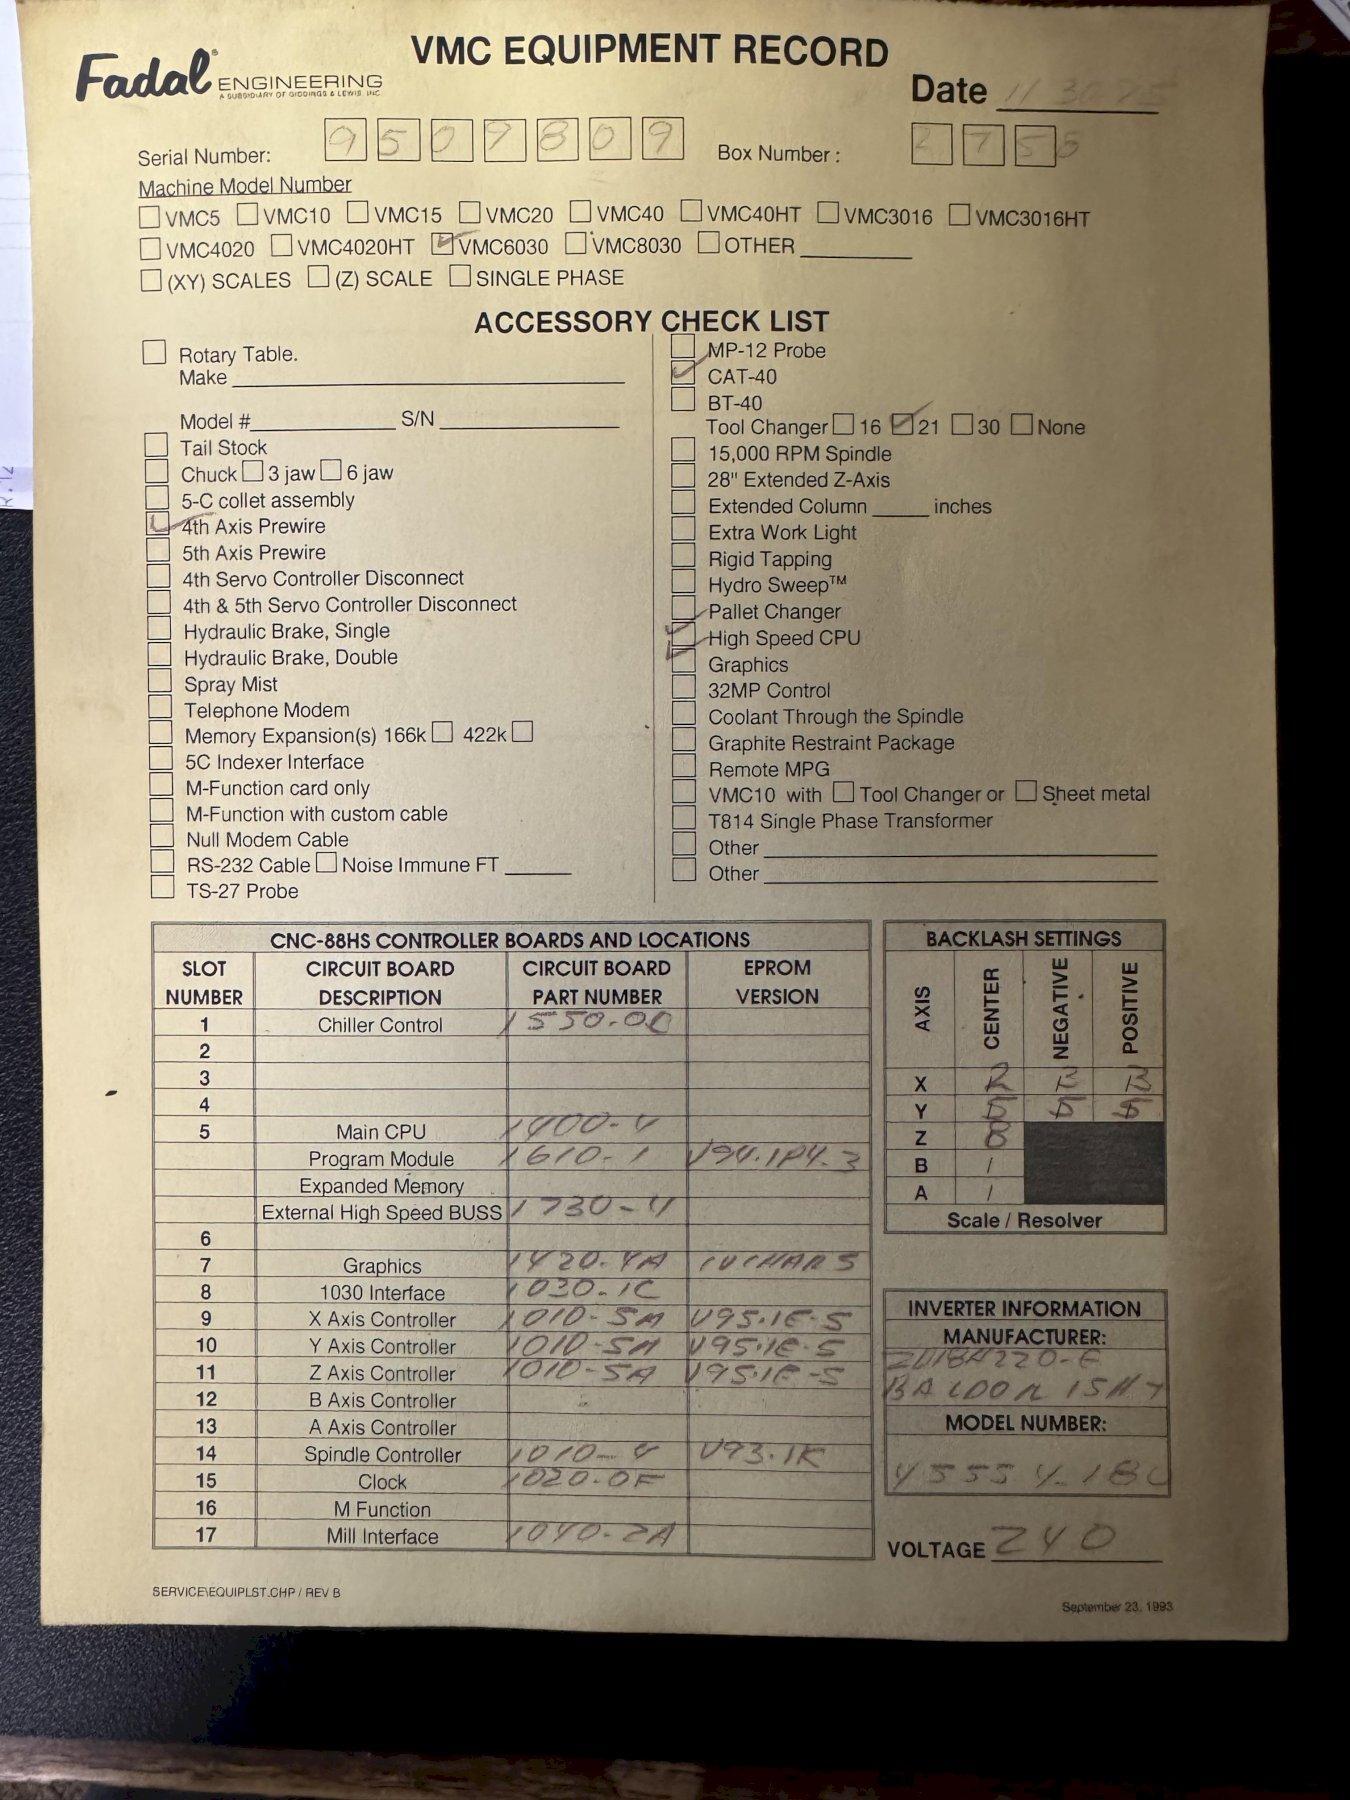 Fadal ENGINEERING
A SUBSIDIARY OF GIDDINGS & LEWIS, INC
VMC EQUIPMENT RECORD
Date
Serial Number: 9507809 Box Number :
Machine Model Number
VMC5 VMC10 VMC15 VMC20 VMC40 VMC40HT VMC3016 VMC3016HT
VMC4020 VMC4020HT VMC6030 VMC8030 OTHER
(XY) SCALES (Z) SCALE SINGLE PHASE
ACCESSORY CHECK LIST
Rotary Table.
Make
Model # S/N
Tail Stock
Chuck 3 jaw 6 jaw
5-C collet assembly
4th Axis Prewire
5th Axis Prewire
4th Servo Controller Disconnect
4th & 5th Servo Controller Disconnect
Hydraulic Brake, Single
Hydraulic Brake, Double
Spray Mist
Telephone Modem
Memory Expansion(s) 166k 422k
5C Indexer Interface
M-Function card only
M-Function with custom cable
Null Modem Cable
RS-232 Cable Noise Immune FT
TS-27 Probe
MP-12 Probe
CAT-40
BT-40
Tool Changer 16 21 30 None
15,000 RPM Spindle
28" Extended Z-Axis
Extended Column inches
Extra Work Light
Rigid Tapping
Hydro Sweep™
Pallet Changer
High Speed CPU
Graphics
32MP Control
Coolant Through the Spindle
Graphite Restraint Package
Remote MPG
VMC10 with Tool Changer or Sheet metal
T814 Single Phase Transformer
Other
Other
CNC-88HS CONTROLLER BOARDS AND LOCATIONS
SLOT NUMBER CIRCUIT BOARD DESCRIPTION CIRCUIT BOARD PART NUMBER EPROM VERSION
1 Chiller Control
2
3
4
5 Main CPU 1400-4
Program Module 1610-1
Expanded Memory
External High Speed BUSS 1730-4
6
7 Graphics 1420-4A
8 1030 Interface 1030-1C
9 X Axis Controller 1010-5A V95.1E-5
10 Y Axis Controller 1010-5A V95.1E-5
11 Z Axis Controller 1010-5A V95.1E-5
12 B Axis Controller
13 A Axis Controller
14 Spindle Controller 1010-4 V93.1K
15 Clock 1020-0F
16 M Function
17 Mill Interface 1040-2A
BACKLASH SETTINGS
AXIS CENTER NEGATIVE POSITIVE
X
Y 5 5 5
Z 8
B 1
A 1
Scale / Resolver
INVERTER INFORMATION
MANUFACTURER:
BALDOR
MODEL NUMBER:
VOLTAGE 240
SERVICE\EQUIPLST.CHP / REV B
September 23, 1993